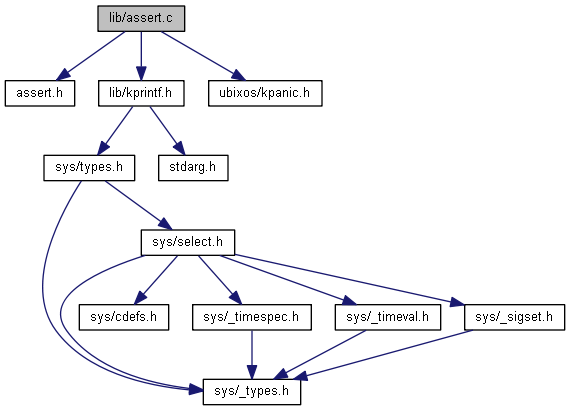 lib/assert.c
assert.h
lib/kprintf.h
ubixos/kpanic.h
sys/types.h
stdarg.h
sys/select.h
sys/cdefs.h
sys/_timespec.h
sys/_timeval.h
sys/_sigset.h
sys/_types.h